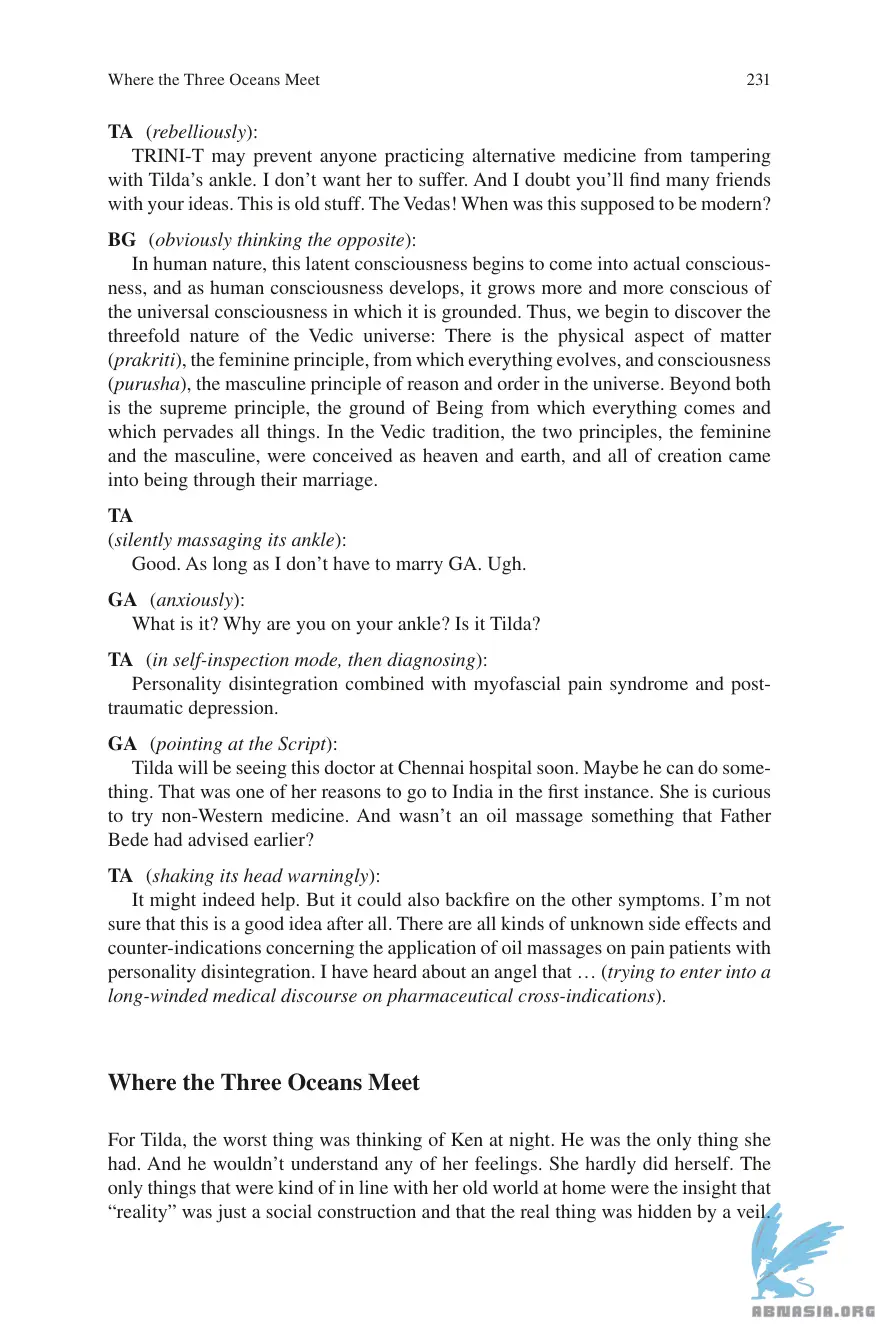 Where the Three Oceans Meet 231
TA (rebelliously):
TRINI-T may prevent anyone practicing alternative medicine from tampering
with Tilda’s ankle. I don’t want her to suffer. And I doubt you’ll find many friends
with your ideas. This is old stuff. The Vedas! When was this supposed to be modern?
BG (obviously thinking the opposite):
In human nature, this latent consciousness begins to come into actual conscious-
ness, and as human consciousness develops, it grows more and more conscious of
the universal consciousness in which it is grounded. Thus, we begin to discover the
threefold nature of the Vedic universe: There is the physical aspect of matter
(prakriti), the feminine principle, from which everything evolves, and consciousness
(purusha), the masculine principle of reason and order in the universe. Beyond both
is the supreme principle, the ground of Being from which everything comes and
which pervades all things. In the Vedic tradition, the two principles, the feminine
and the masculine, were conceived as heaven and earth, and all of creation came
into being through their marriage.
TA
(silently massaging its ankle):
Good. As long as I don’t have to marry GA. Ugh.
GA (anxiously):
What is it? Why are you on your ankle? Is it Tilda?
TA (in self-inspection mode, then diagnosing):
Personality disintegration combined with myofascial pain syndrome and post-
traumatic depression.
GA (pointing at the Script):
Tilda will be seeing this doctor at Chennai hospital soon. Maybe he can do some-
thing. That was one of her reasons to go to India in the first instance. She is curious
to try non-Western medicine. And wasn’t an oil massage something that Father
Bede had advised earlier?
TA (shaking its head warningly):
It might indeed help. But it could also backfire on the other symptoms. I’m not
sure that this is a good idea after all. There are all kinds of unknown side effects and
counter-indications concerning the application of oil massages on pain patients with
personality disintegration. I have heard about an angel that … (trying to enter into a
long-winded medical discourse on pharmaceutical cross-indications).
Where the Three Oceans Meet
For Tilda, the worst thing was thinking of Ken at night. He was the only thing she
had. And he wouldn’t understand any of her feelings. She hardly did herself. The
only things that were kind of in line with her old world at home were the insight that
“reality” was just a social construction and that the real thing was hidden by a veil.
ABNASIA.ORG